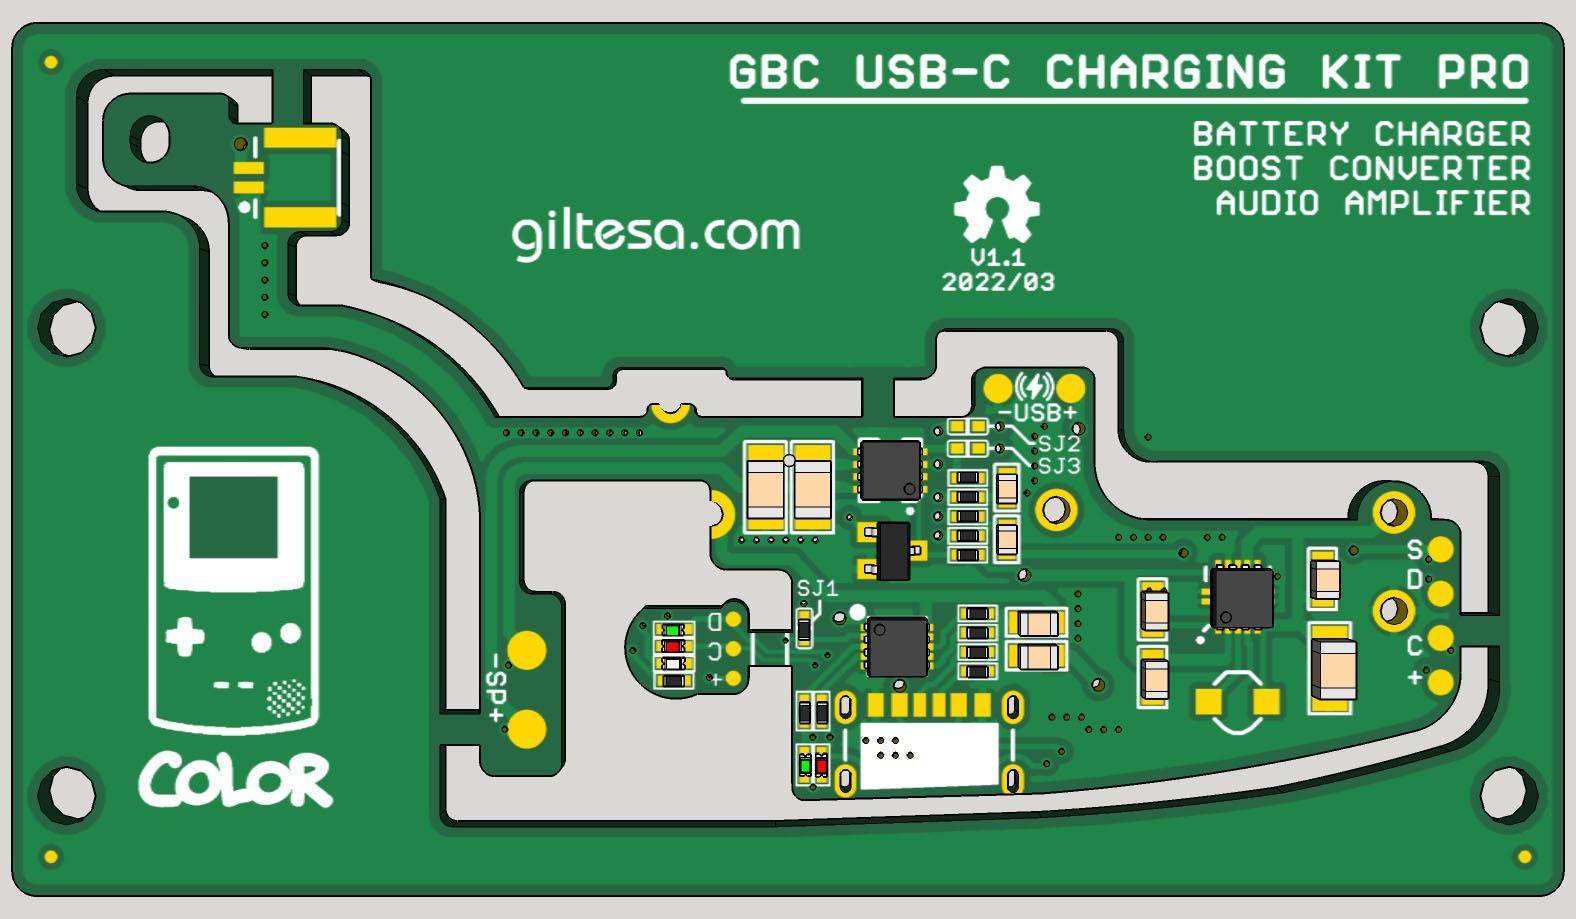 GBC USB-C CHARGING KIT PRO
BATTERY CHARGER
BOOST CONVERTER
AUDIO AMPLIFIER
giltesa.com
V1.1
2022/03
-USB+
SJ2
SJ3
S
D
C
+
SJ1
D
C
+
-SP+
COLOR